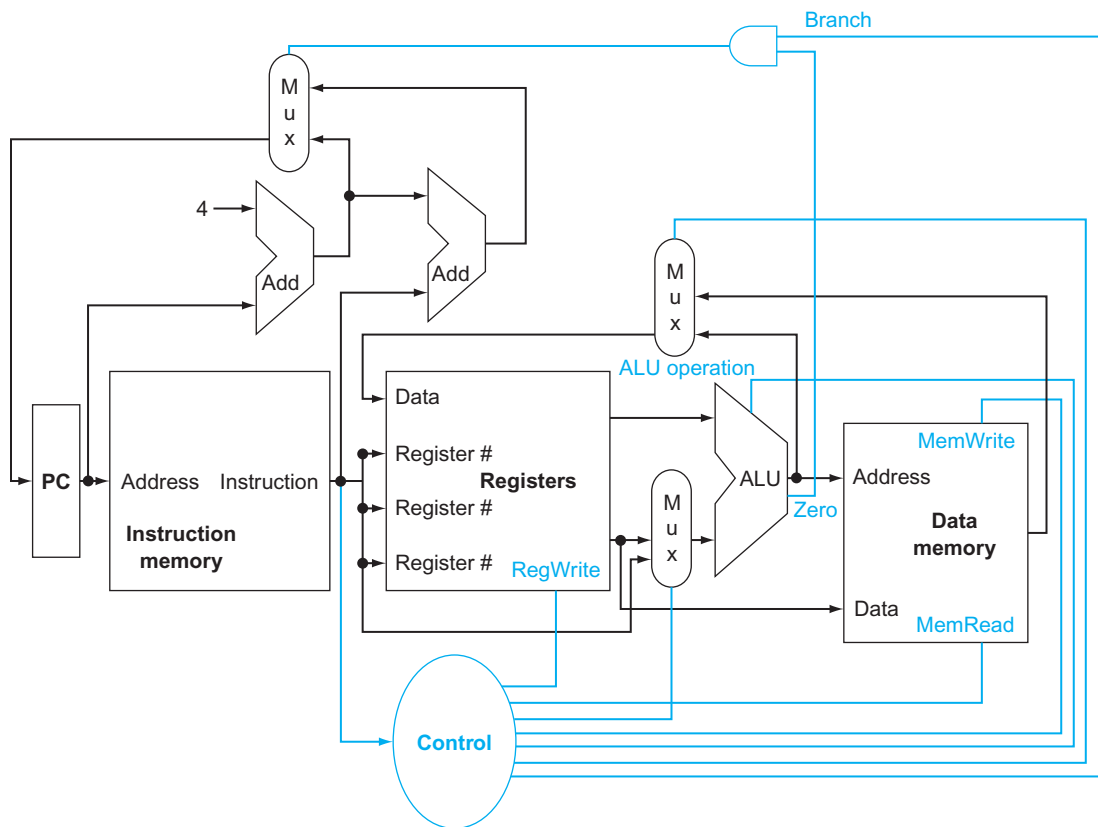 Branch
M
u
x
4
Add
Add
M
u
x
ALU operation
Data
Register #
Registers
Register #
Register #
RegWrite
PC
Address
Instruction
Instruction
memory
M
u
x
ALU
Zero
MemWrite
Address
Data
memory
Data
MemRead
Control